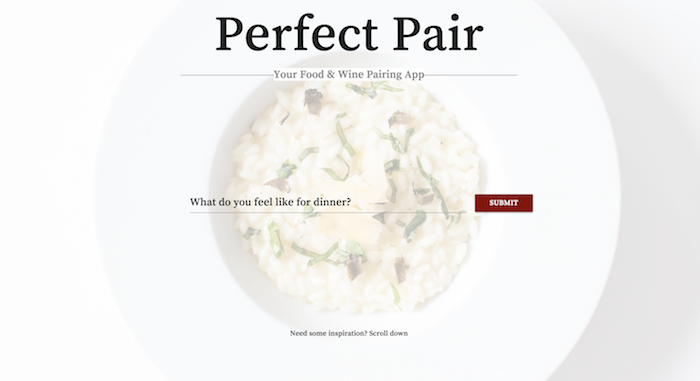 Perfect Pair
Your Food & Wine Pairing App
What do you feel like for dinner?
SUBMIT
Need some inspiration? Scroll down